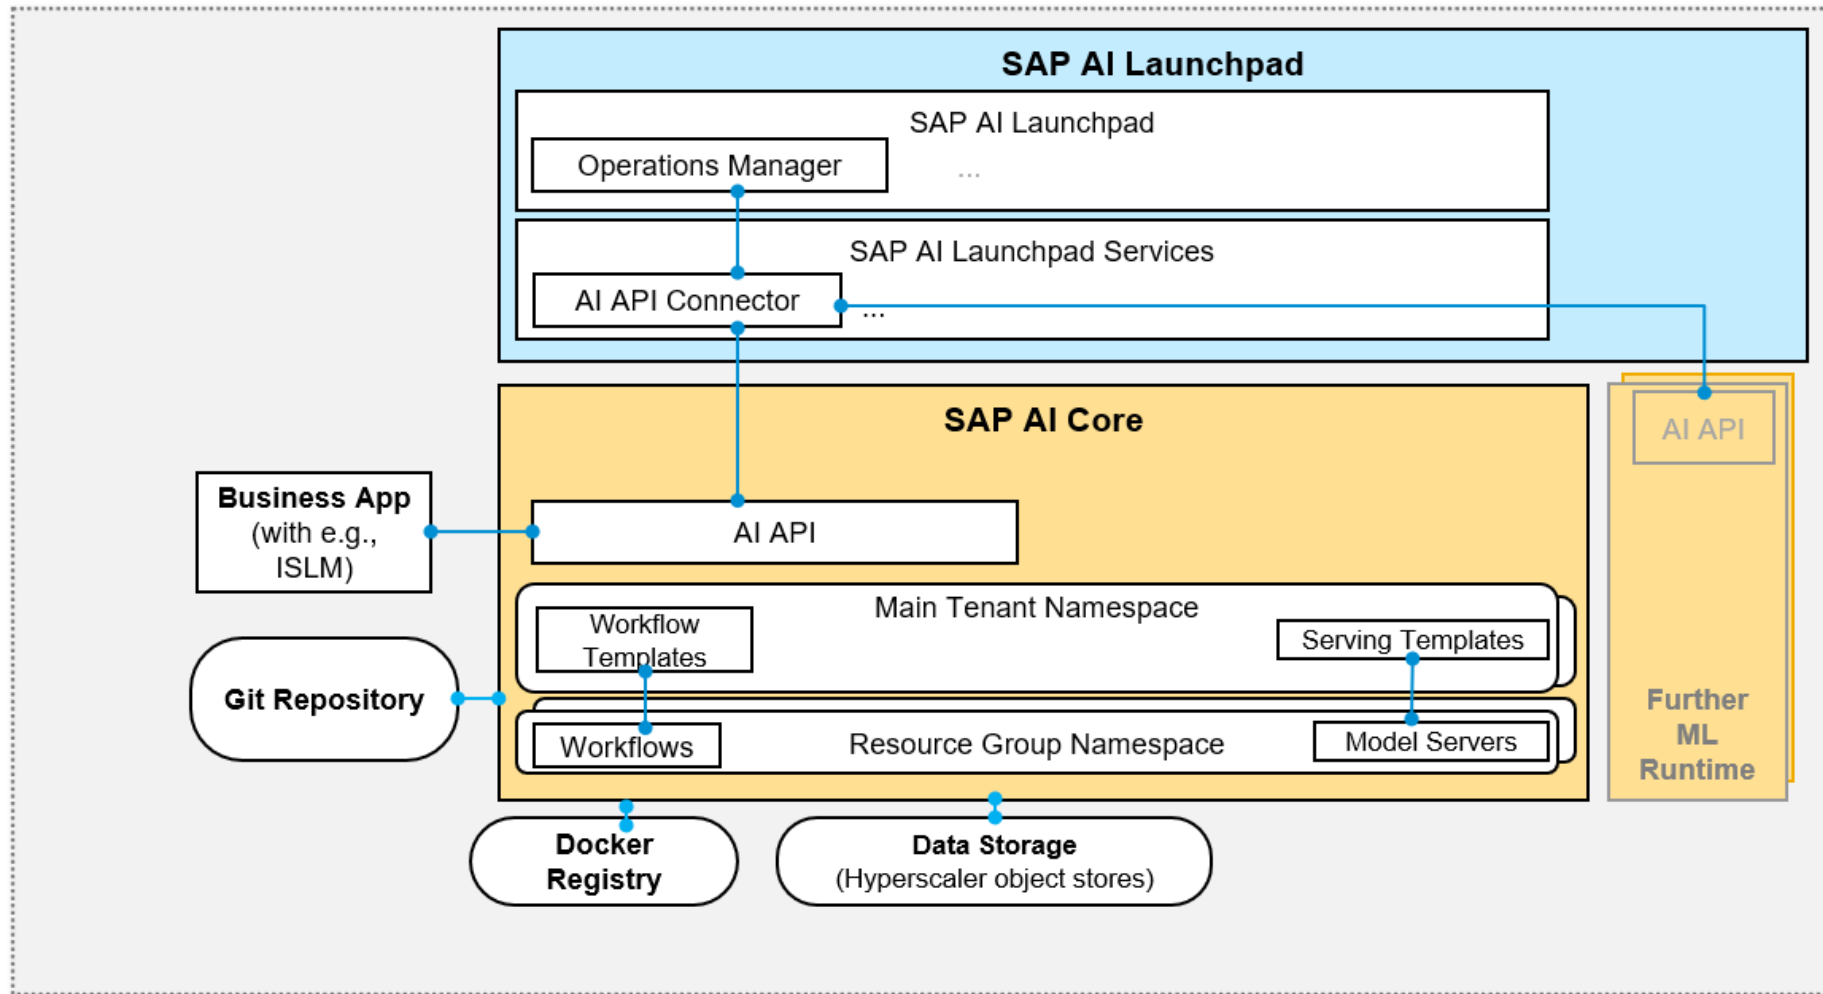 SAP AI Launchpad
SAP AI Launchpad
Operations Manager
...
SAP AI Launchpad Services
AI API Connector
...
SAP AI Core
AI API
Business App
(with e.g.,
ISLM)
AI API
Main Tenant Namespace
Workflow
Templates
Serving Templates
Git Repository
Further
ML
Runtime
Workflows
Resource Group Namespace
Model Servers
Docker
Registry
Data Storage
(Hyperscaler object stores)